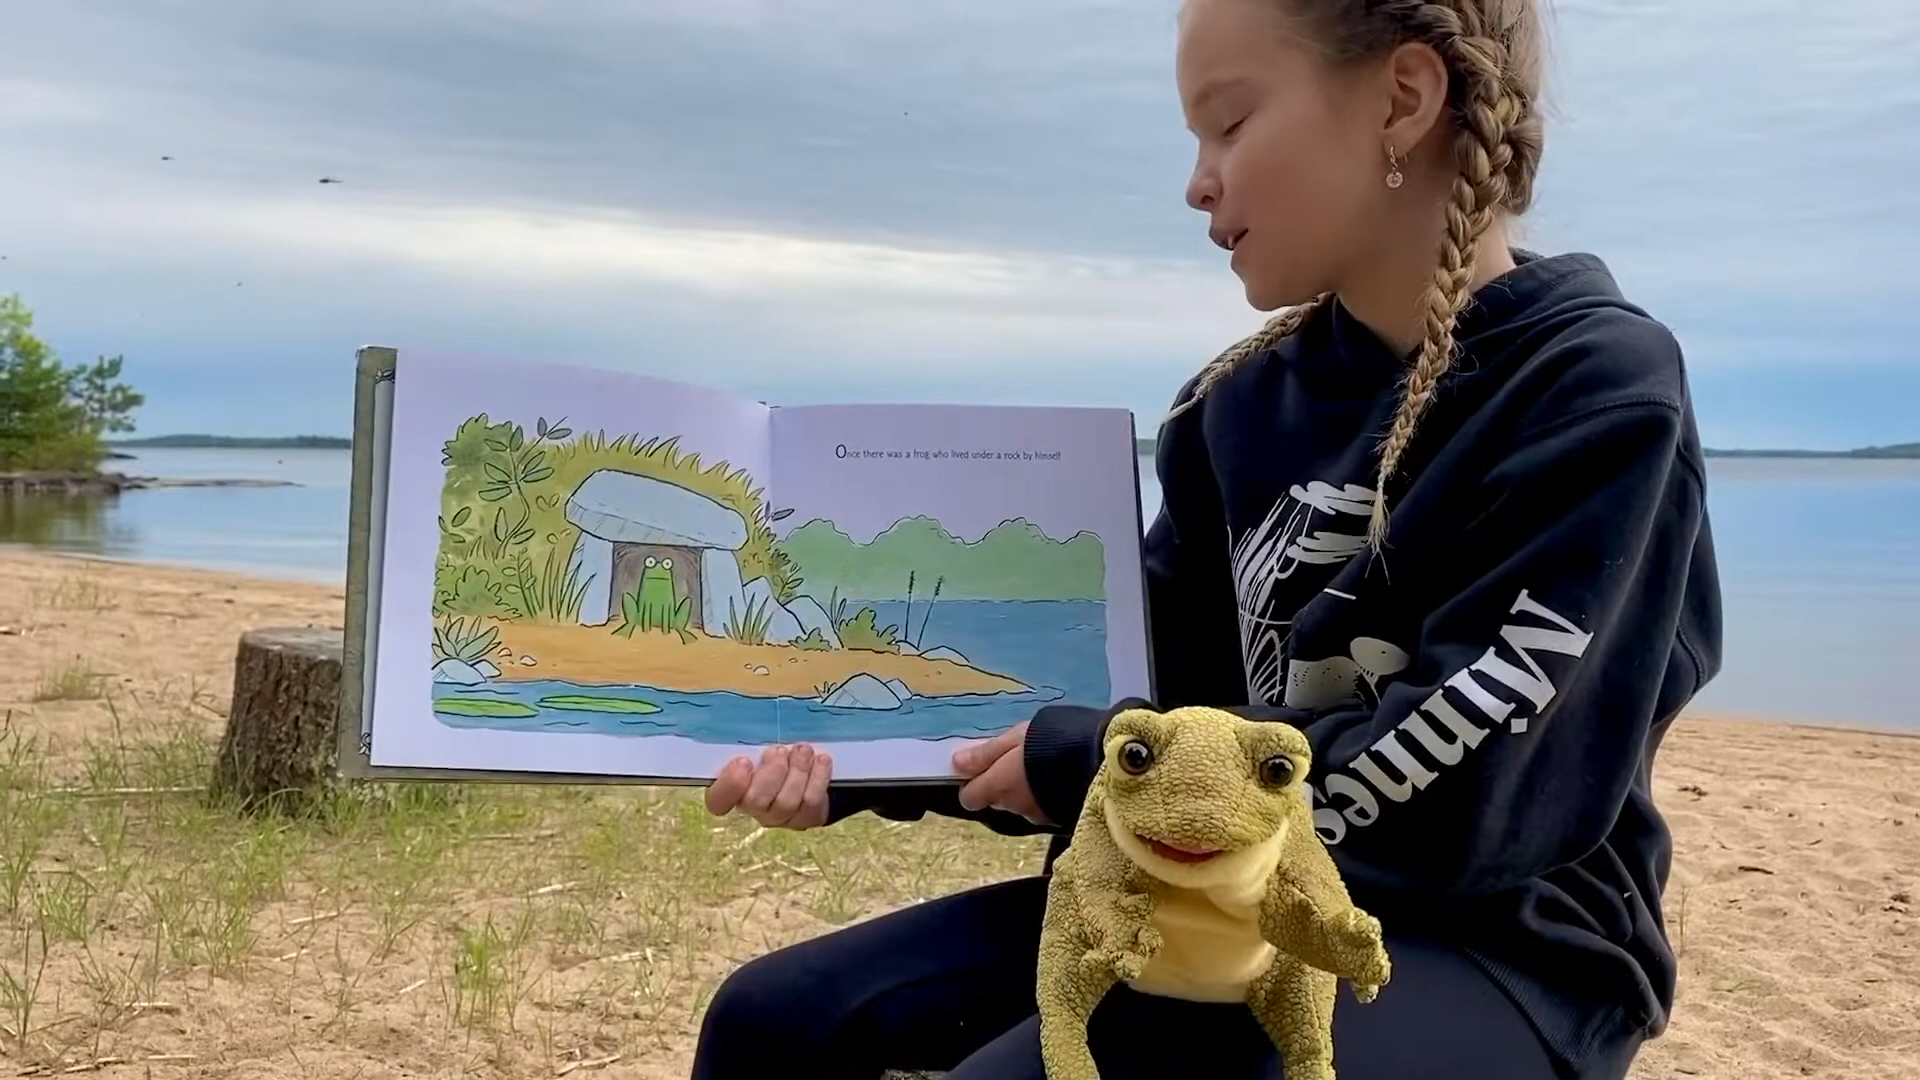 Once there was a frog who lived under a rock by himself
Minnes